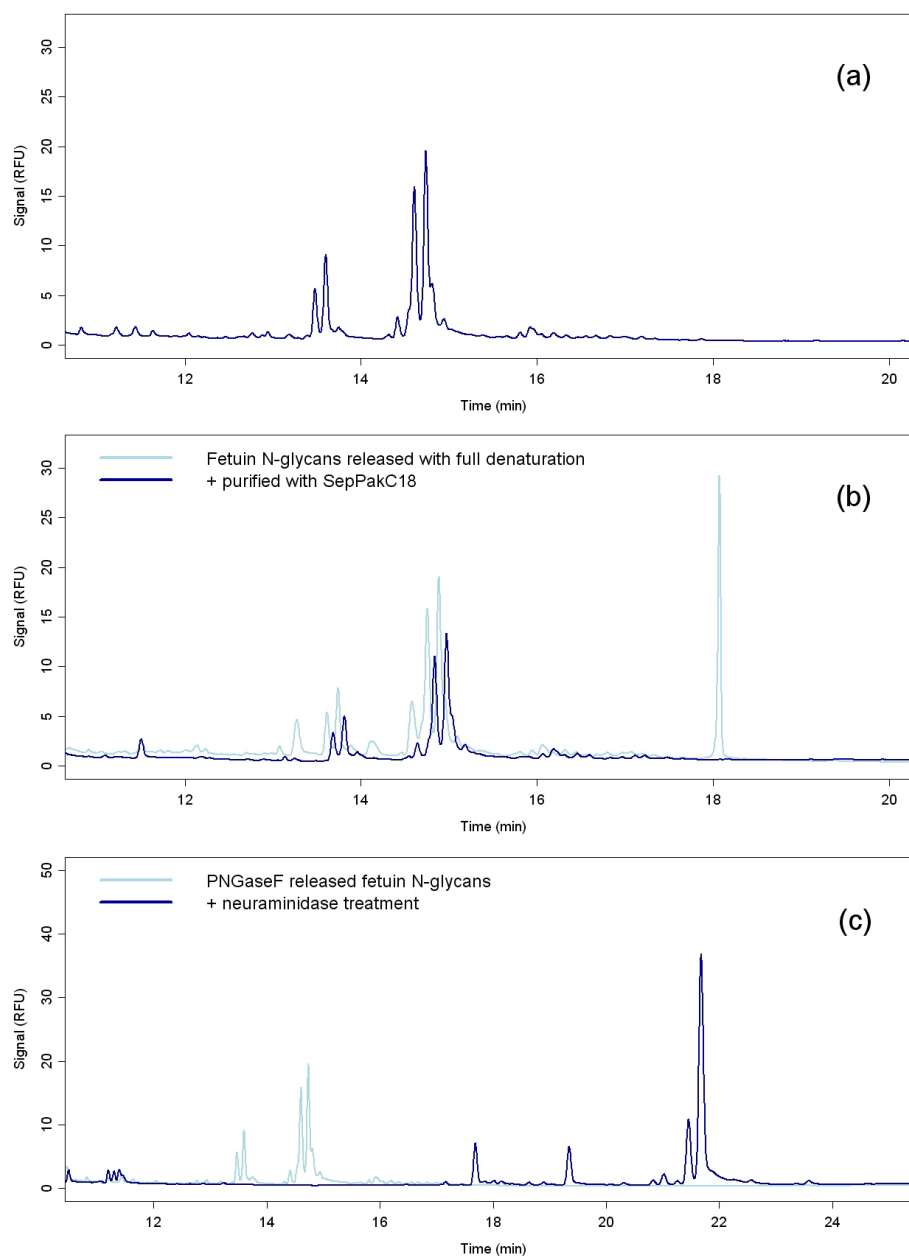 30
25
20
15
10
5
0
Signal (RFU)
(a)
12 14 16 18 20
Time (min)
Fetuin N-glycans released with full denaturation
+ purified with SepPakC18
(b)
30
25
20
15
10
5
0
Signal (RFU)
12 14 16 18 20
Time (min)
PNGaseF released fetuin N-glycans
+ neuraminidase treatment
(c)
50
40
30
20
10
0
Signal (RFU)
12 14 16 18 20 22 24
Time (min)